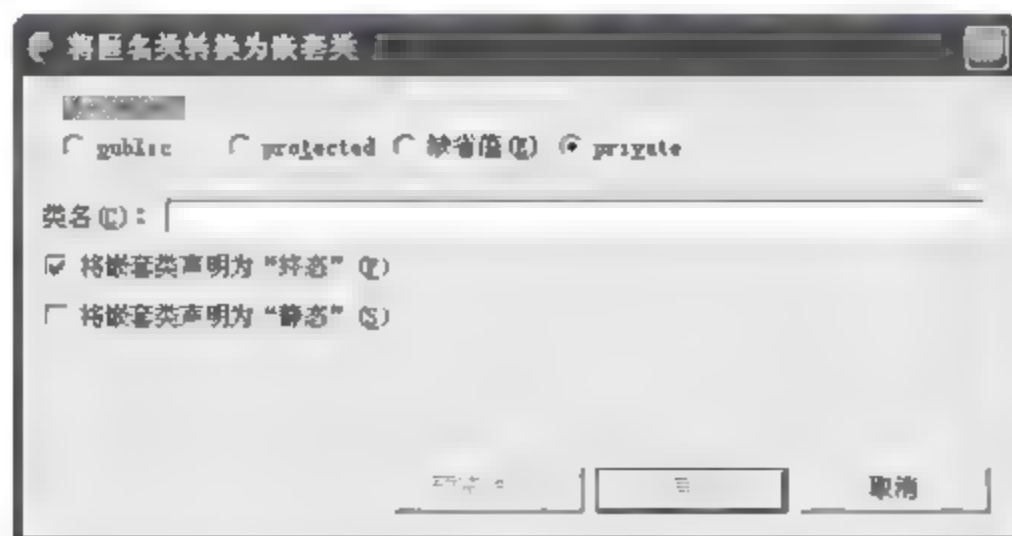 将匿名类转换为嵌套类
public protected 缺省值(E) private
类名(C):
将嵌套类声明为“终态”(F)
将嵌套类声明为“静态”(S)
取消